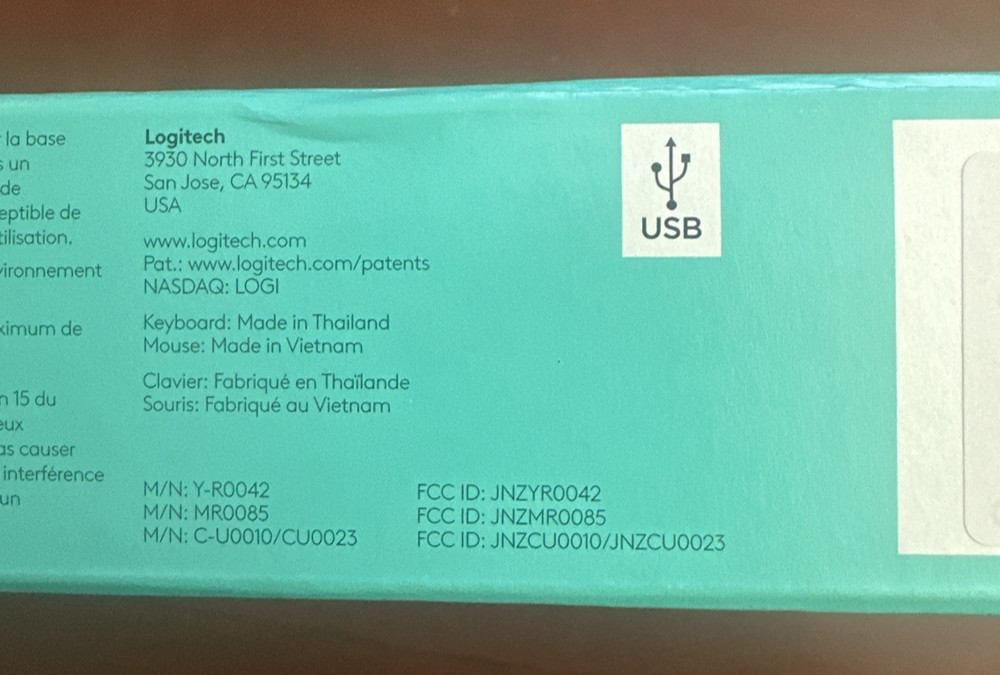 la base
un
de
eptible de
tilisation.
vironnement
ximum de
n 15 du
eux
as causer
interférence
un
Logitech
3930 North First Street
San Jose, CA 95134
USA
www.logitech.com
Pat.: www.logitech.com/patents
NASDAQ: LOGI
Keyboard: Made in Thailand
Mouse: Made in Vietnam
Clavier: Fabriqué en Thaïlande
Souris: Fabriqué au Vietnam
M/N: Y-R0042
M/N: MR0085
M/N: C-U0010/CU0023
FCC ID: JNZYR0042
FCC ID: JNZMR0085
FCC ID: JNZCU0010/JNZCU0023
USB